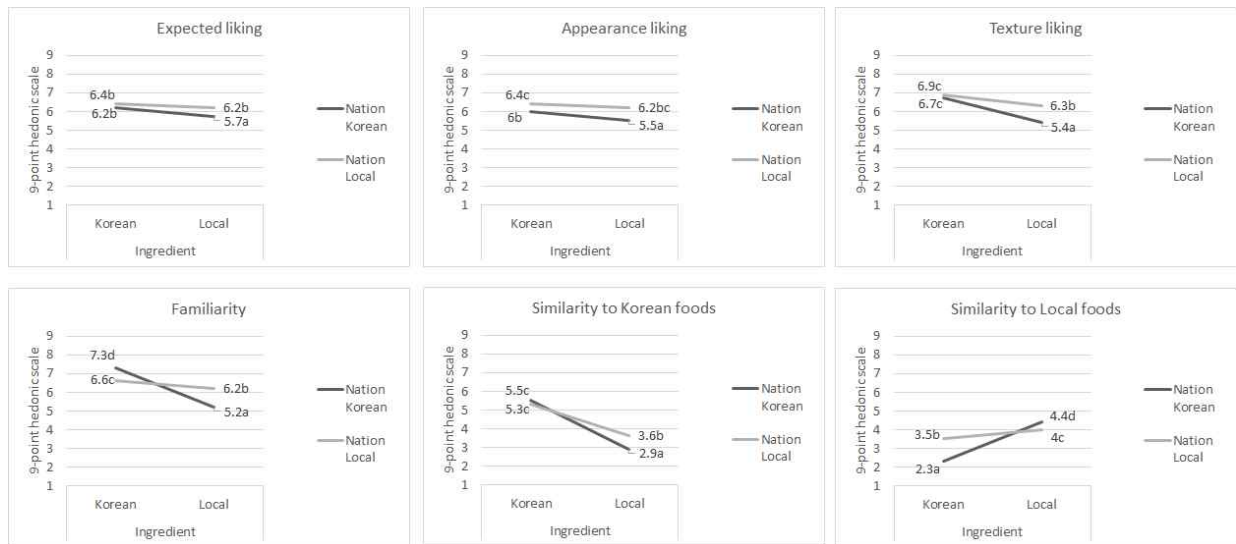 Expected liking
9-point hedonic scale
9
8
7
6
5
4
3
2
1
6.4b
6.2b
6.2b
5.7a
Korean
Local
Ingredient
Nation
Korean
Nation
Local
Appearance liking
9-point hedonic scale
9
8
7
6
5
4
3
2
1
6.4c
6b
6.2bc
5.5a
Korean
Local
Ingredient
Nation
Korean
Nation
Local
Texture liking
9-point hedonic scale
9
8
7
6
5
4
3
2
1
6.9c
6.7c
6.3b
5.4a
Korean
Local
Ingredient
Nation
Korean
Nation
Local
Familiarity
9-point hedonic scale
9
8
7
6
5
4
3
2
1
7.3d
6.6c
6.2b
5.2a
Korean
Local
Ingredient
Nation
Korean
Nation
Local
Similarity to Korean foods
9-point hedonic scale
9
8
7
6
5
4
3
2
1
5.5c
5.3c
3.6b
2.9a
Korean
Local
Ingredient
Nation
Korean
Nation
Local
Similarity to Local foods
9-point hedonic scale
9
8
7
6
5
4
3
2
1
3.5b
2.3a
4.4d
4c
Korean
Local
Ingredient
Nation
Korean
Nation
Local